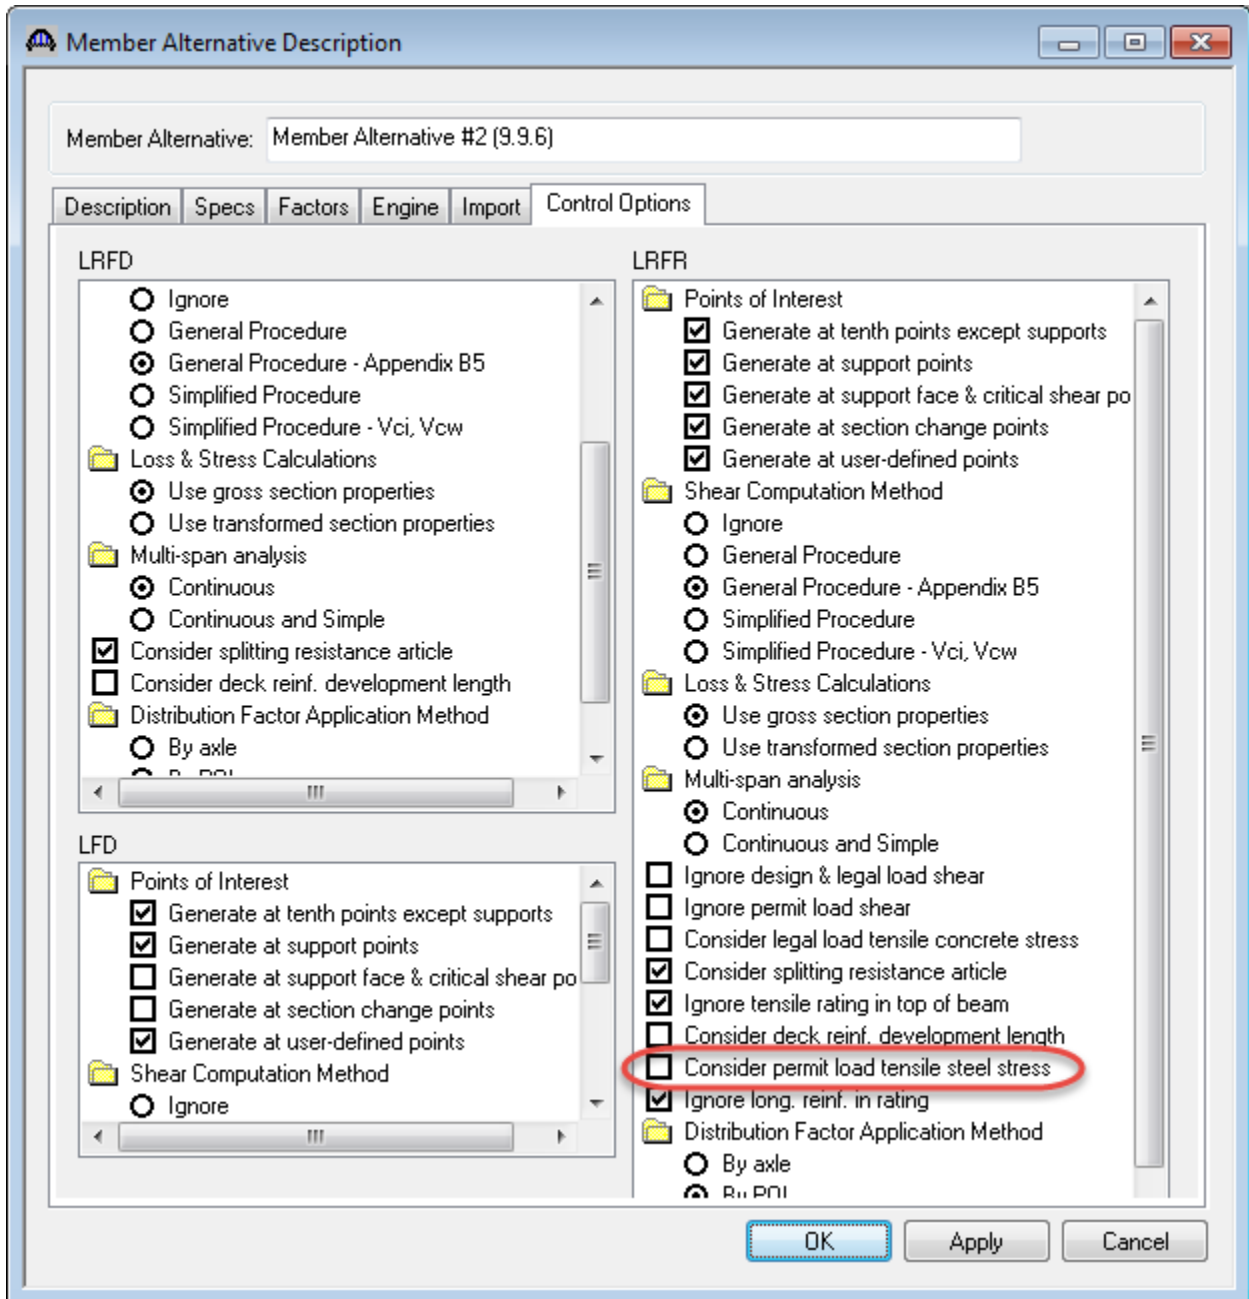 Member Alternative Description
Member Alternative: Member Alternative #2 (9.9.6)
Description Specs Factors Engine Import Control Options
LRFD
Ignore
General Procedure
General Procedure - Appendix B5
Simplified Procedure
Simplified Procedure - Vci, Vcw
Loss & Stress Calculations
Use gross section properties
Use transformed section properties
Multi-span analysis
Continuous
Continuous and Simple
Consider splitting resistance article
Consider deck reinf. development length
Distribution Factor Application Method
By axle
By POI
LFD
Points of Interest
Generate at tenth points except supports
Generate at support points
Generate at support face & critical shear po
Generate at section change points
Generate at user-defined points
Shear Computation Method
Ignore
LRFR
Points of Interest
Generate at tenth points except supports
Generate at support points
Generate at support face & critical shear po
Generate at section change points
Generate at user-defined points
Shear Computation Method
Ignore
General Procedure
General Procedure - Appendix B5
Simplified Procedure
Simplified Procedure - Vci, Vcw
Loss & Stress Calculations
Use gross section properties
Use transformed section properties
Multi-span analysis
Continuous
Continuous and Simple
Ignore design & legal load shear
Ignore permit load shear
Consider legal load tensile concrete stress
Consider splitting resistance article
Ignore tensile rating in top of beam
Consider deck reinf. development length
Consider permit load tensile steel stress
Ignore long. reinf. in rating
Distribution Factor Application Method
By axle
By POI
OK Apply Cancel